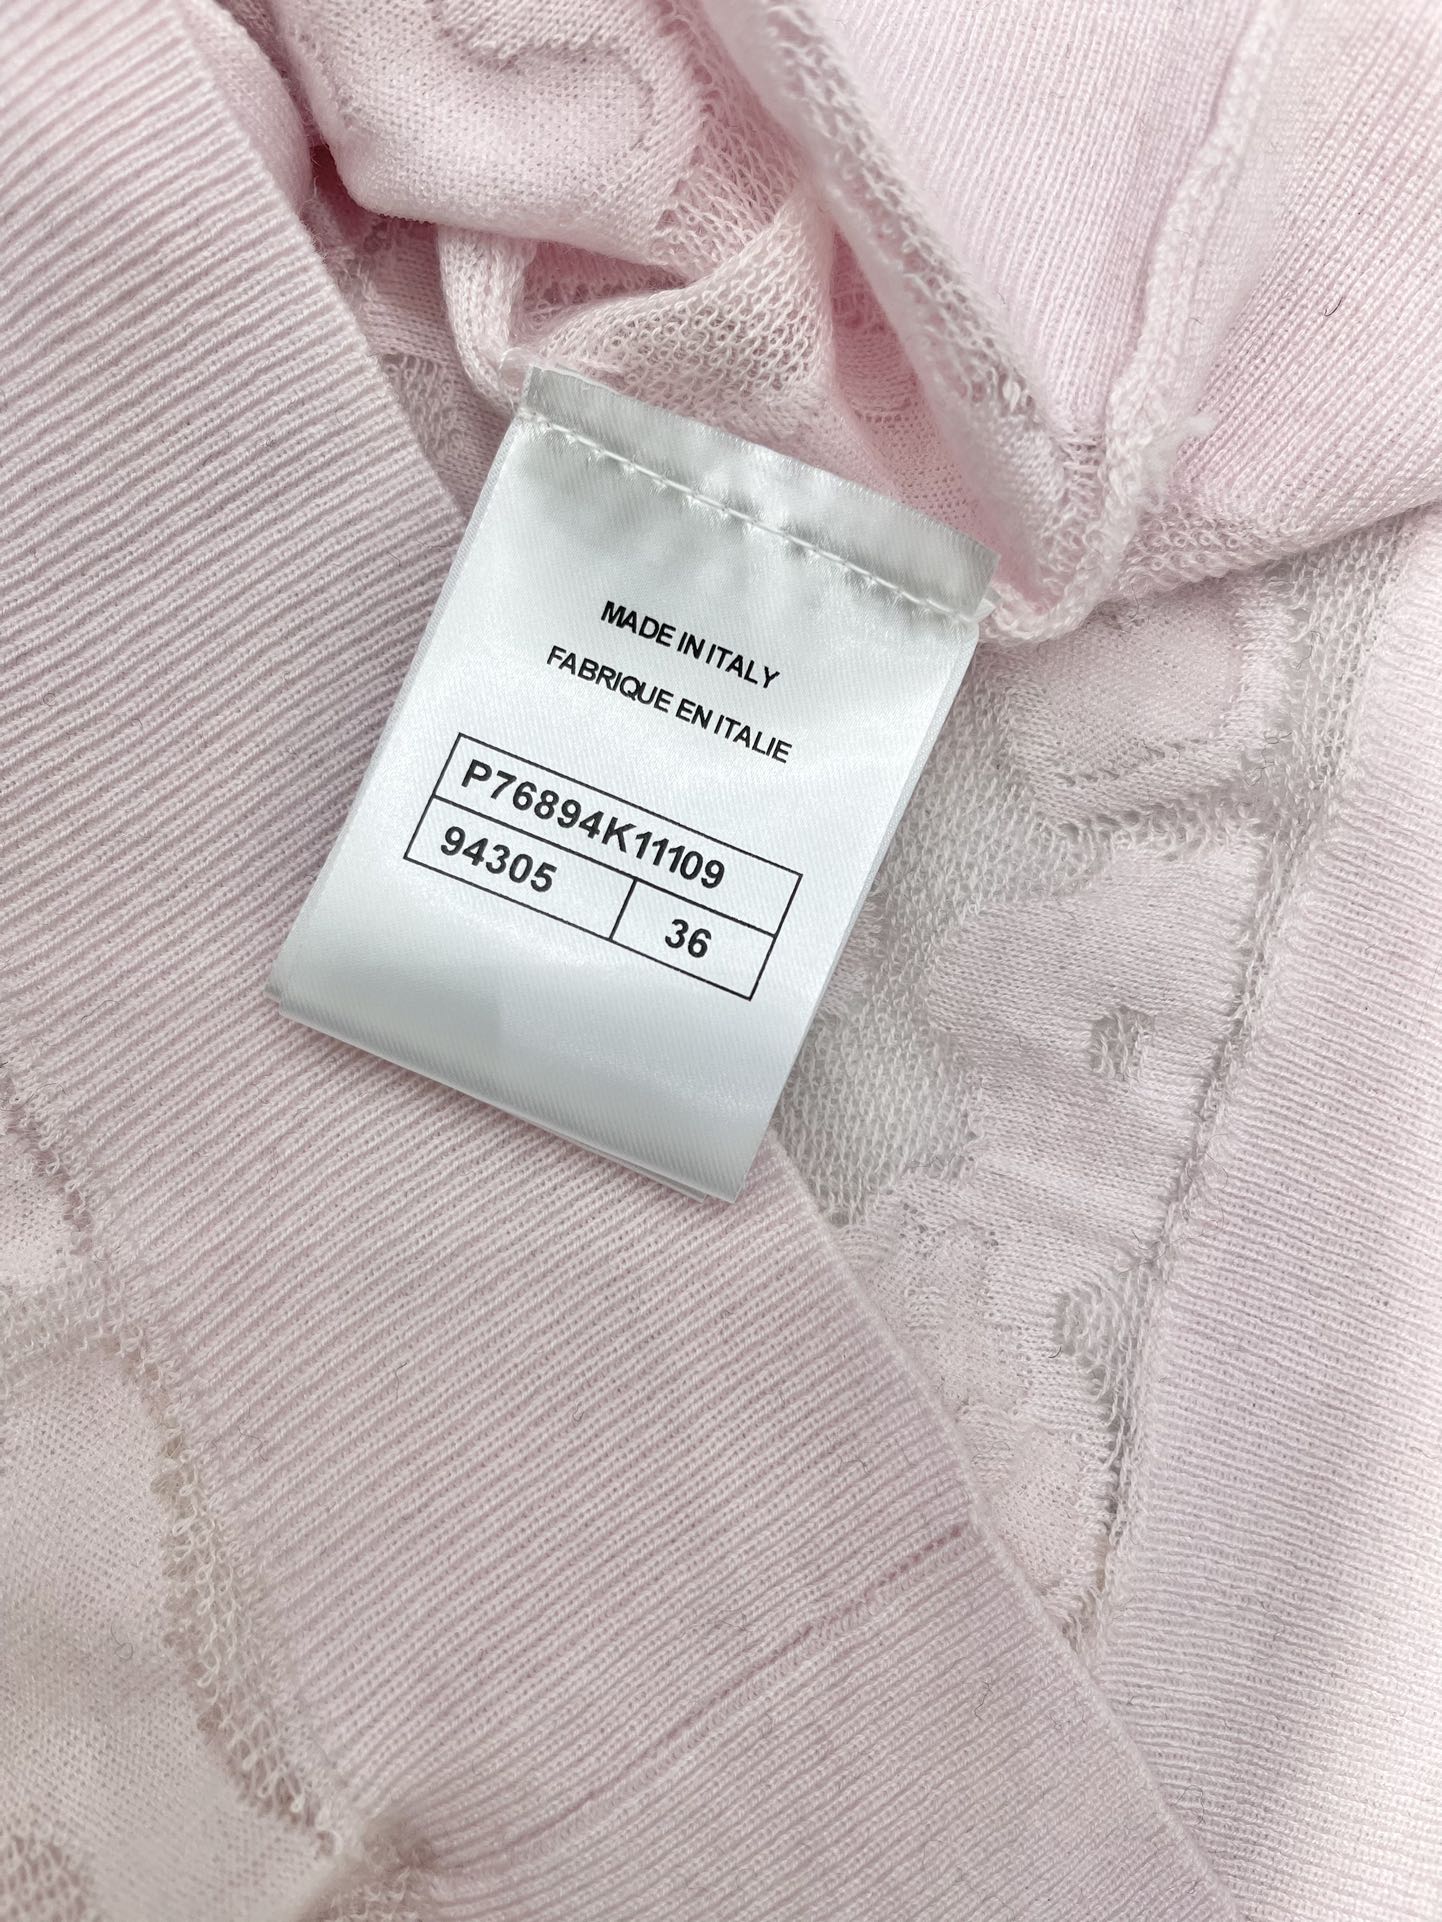 MADE IN ITALY
FABRIQUE EN ITALIE
P76894K11109
94305 36